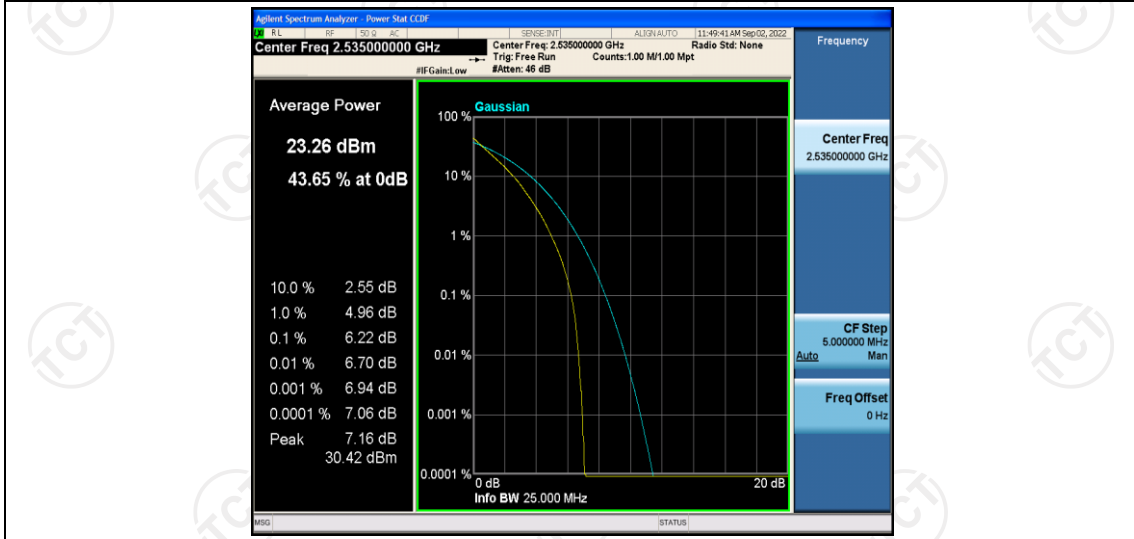 Agilent Spectrum Analyzer - Power Stat CCDF
RL RF 50 Ω AC SENSE:INT ALIGN AUTO 11:49:41 AM Sep 02, 2022
Center Freq 2.535000000 GHz
Center Freq: 2.535000000 GHz Radio Std: None
Trig: Free Run Counts:1.00 M/1.00 Mpt
#IFGain:Low #Atten: 46 dB
Frequency
Average Power
23.26 dBm
43.65 % at 0dB
10.0 % 2.55 dB
1.0 % 4.96 dB
0.1 % 6.22 dB
0.01 % 6.70 dB
0.001 % 6.94 dB
0.0001 % 7.06 dB
Peak 7.16 dB
30.42 dBm
Gaussian
100 %
10 %
1 %
0.1 %
0.01 %
0.001 %
0.0001 %
0 dB 20 dB
Info BW 25.000 MHz
Center Freq
2.535000000 GHz
CF Step
5.000000 MHz
Auto Man
Freq Offset
0 Hz
MSG STATUS
TCT
TCT
TCT
TCT